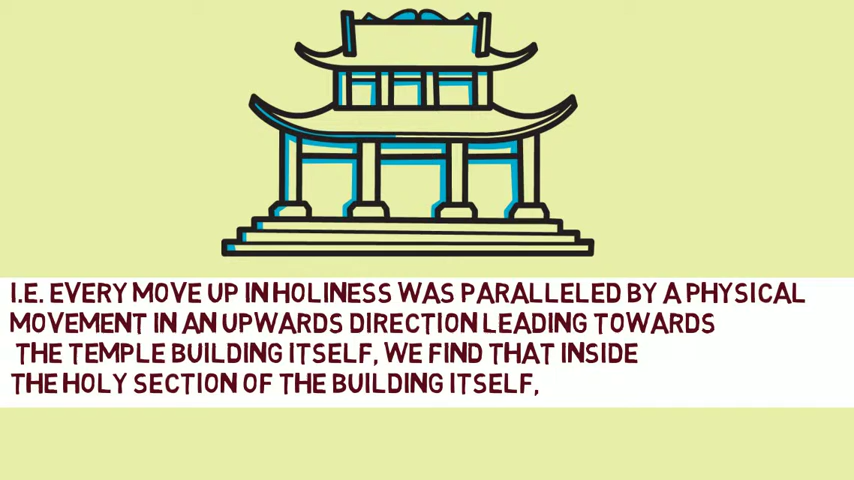 I.E. EVERY MOVE UP IN HOLINESS WAS PARALLELED BY A PHYSICAL
MOVEMENT IN AN UPWARDS DIRECTION LEADING TOWARDS
THE TEMPLE BUILDING ITSELF, WE FIND THAT INSIDE
THE HOLY SECTION OF THE BUILDING ITSELF,